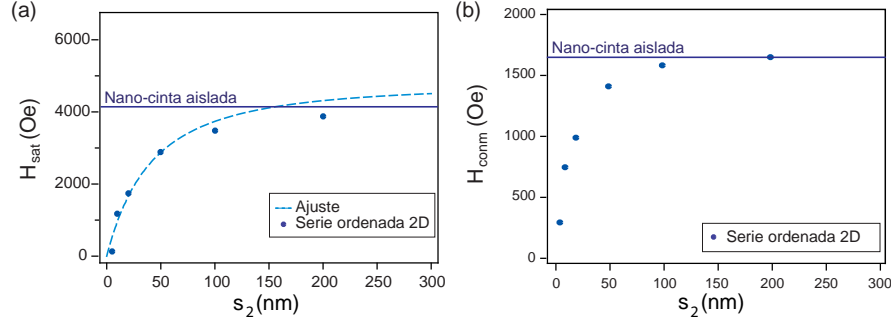 (a)
6000
4000
2000
0
H_sat (Oe)
Nano-cinta aislada
Ajuste
Serie ordenada 2D
0 50 100 150 200 250 300
s_2(nm)
(b)
2000
1500
1000
500
0
H_conm (Oe)
Nano-cinta aislada
Serie ordenada 2D
0 50 100 150 200 250 300
s_2(nm)